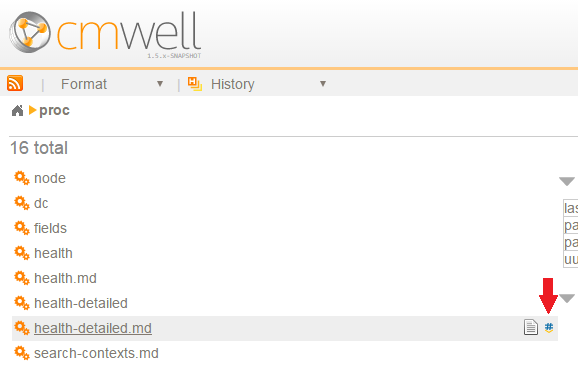 cmwell
1.5.x-SNAPSHOT
Format
History
proc
16 total
node
dc
fields
health
health.md
health-detailed
health-detailed.md
#
search-contexts.md
las
pa
pa
uu